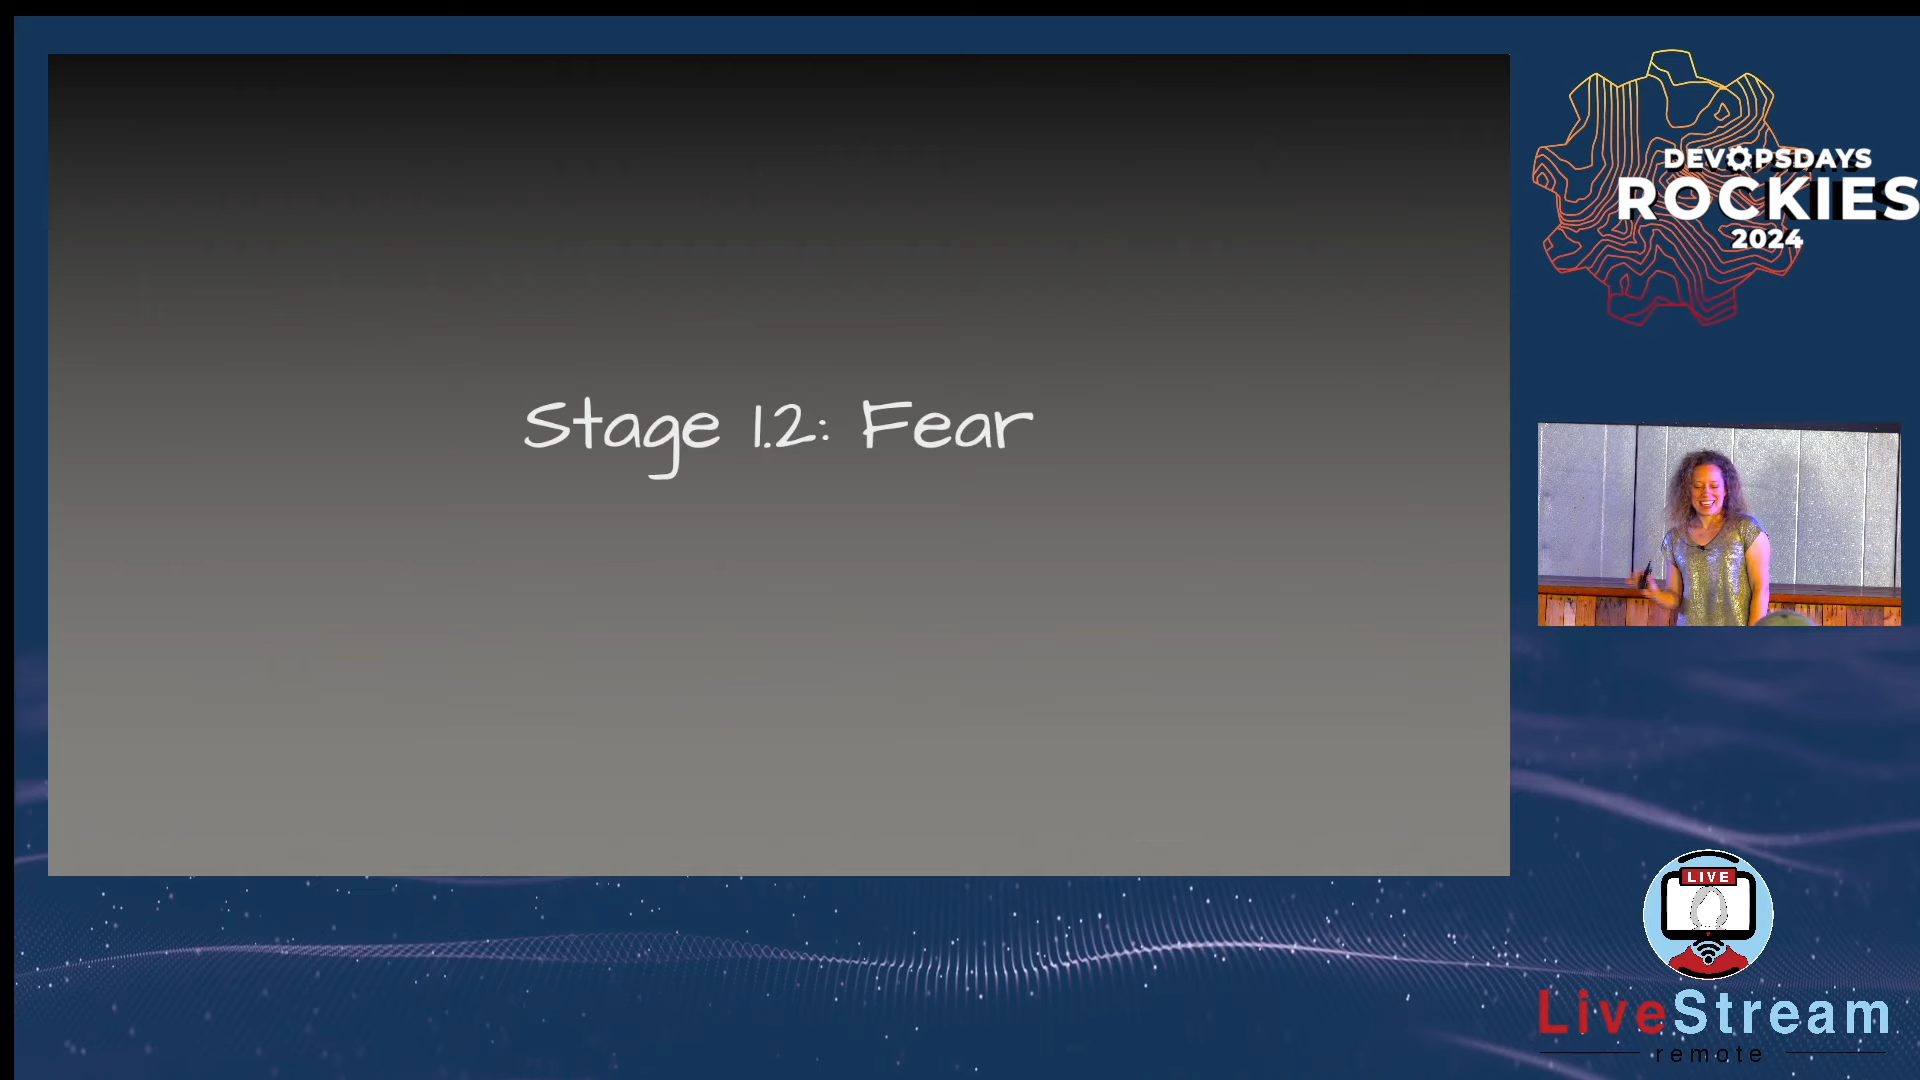 Stage 1.2: Fear
DEVOPSDAYS
ROCKIES
2024
LIVE
LiveStream
remote